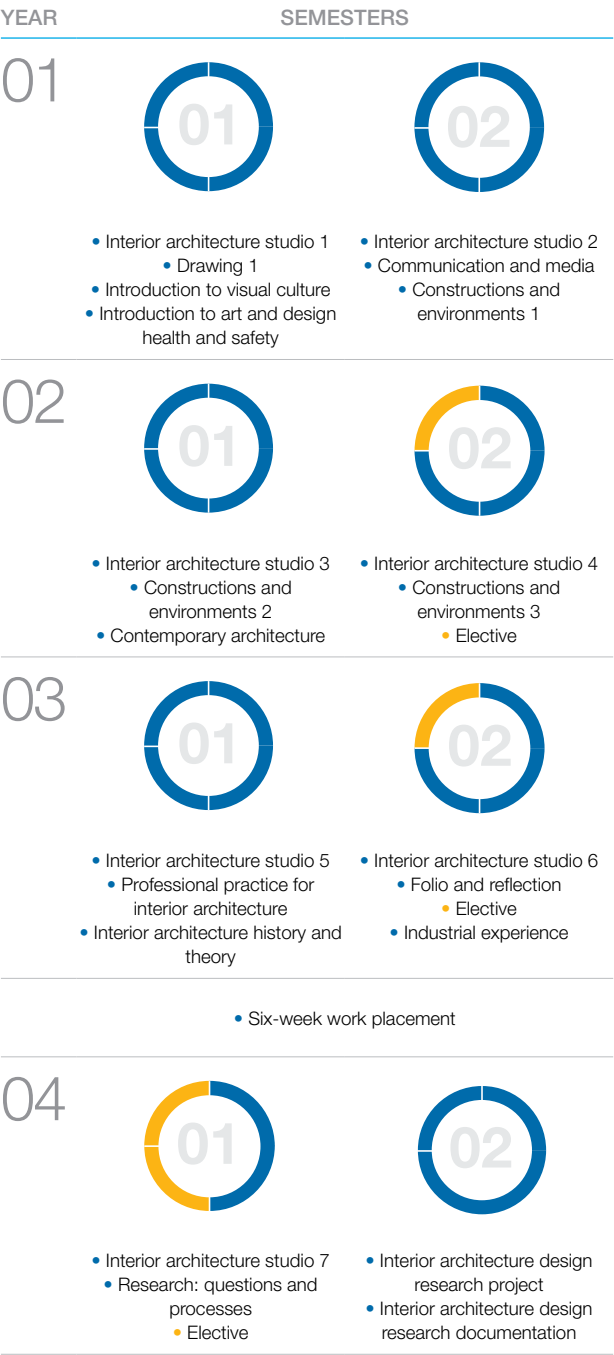 YEAR
SEMESTERS
01
01
02
• Interior architecture studio 1
• Drawing 1
• Introduction to visual culture
• Introduction to art and design
health and safety
• Interior architecture studio 2
• Communication and media
• Constructions and
environments 1
02
01
02
• Interior architecture studio 3
• Constructions and
environments 2
• Contemporary architecture
• Interior architecture studio 4
• Constructions and
environments 3
• Elective
03
01
02
• Interior architecture studio 5
• Professional practice for
interior architecture
• Interior architecture history and
theory
• Interior architecture studio 6
• Folio and reflection
• Elective
• Industrial experience
• Six-week work placement
04
01
02
• Interior architecture studio 7
• Research: questions and
processes
• Elective
• Interior architecture design
research project
• Interior architecture design
research documentation